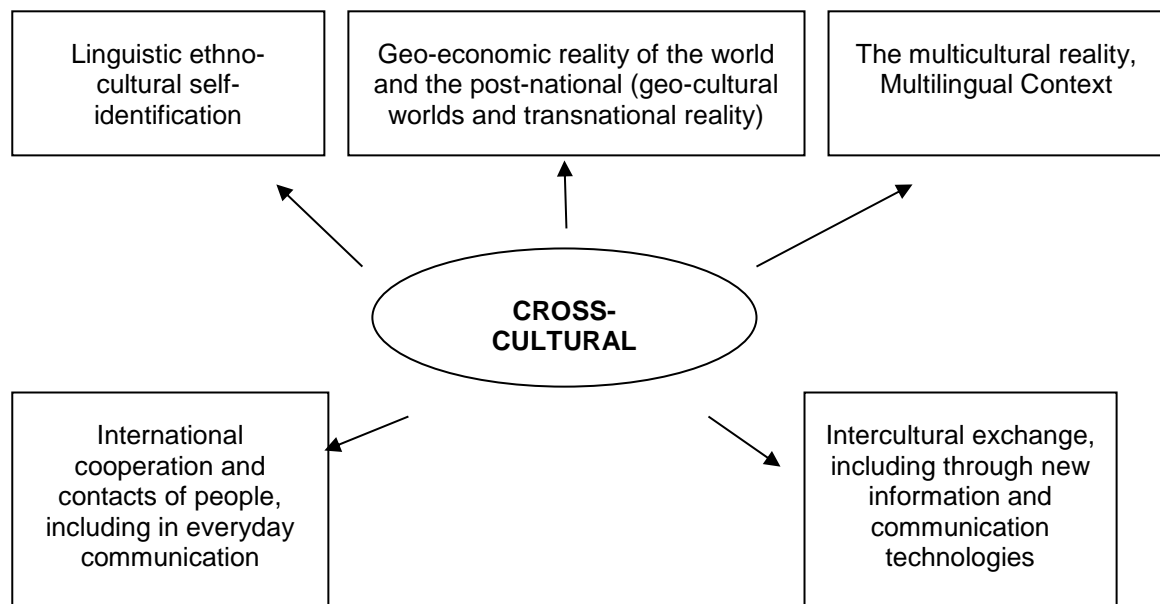 Linguistic ethno-
cultural self-
identification
Geo-economic reality of the world
and the post-national (geo-cultural
worlds and transnational reality)
The multicultural reality,
Multilingual Context
CROSS-
CULTURAL
International
cooperation and
contacts of people,
including in everyday
communication
Intercultural exchange,
including through new
information and
communication
technologies